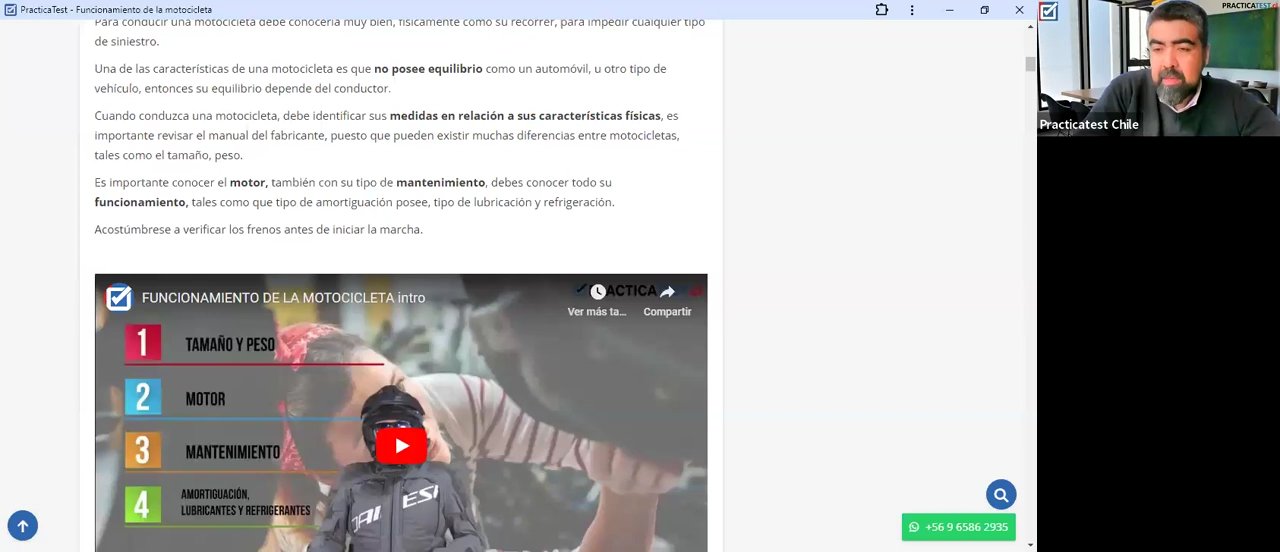 PracticaTest - Funcionamiento de la motocicleta
Para conducir una motocicleta debe conocerla muy bien, físicamente como su recorrer, para impedir cualquier tipo
de siniestro.
Una de las características de una motocicleta es que no posee equilibrio como un automóvil, u otro tipo de
vehículo, entonces su equilibrio depende del conductor.
Cuando conduzca una motocicleta, debe identificar sus medidas en relación a sus características físicas, es
importante revisar el manual del fabricante, puesto que pueden existir muchas diferencias entre motocicletas,
tales como el tamaño, peso.
Es importante conocer el motor, también con su tipo de mantenimiento, debes conocer todo su
funcionamiento, tales como que tipo de amortiguación posee, tipo de lubricación y refrigeración.
Acostúmbrese a verificar los frenos antes de iniciar la marcha.
FUNCIONAMIENTO DE LA MOTOCICLETA intro
Ver más ta...
Compartir
1 TAMAÑO Y PESO
2 MOTOR
3 MANTENIMIENTO
4 AMORTIGUACIÓN,
LUBRICANTES Y REFRIGERANTES
+56 9 6586 2935
PRACTICATEST.cl
Practicatest Chile